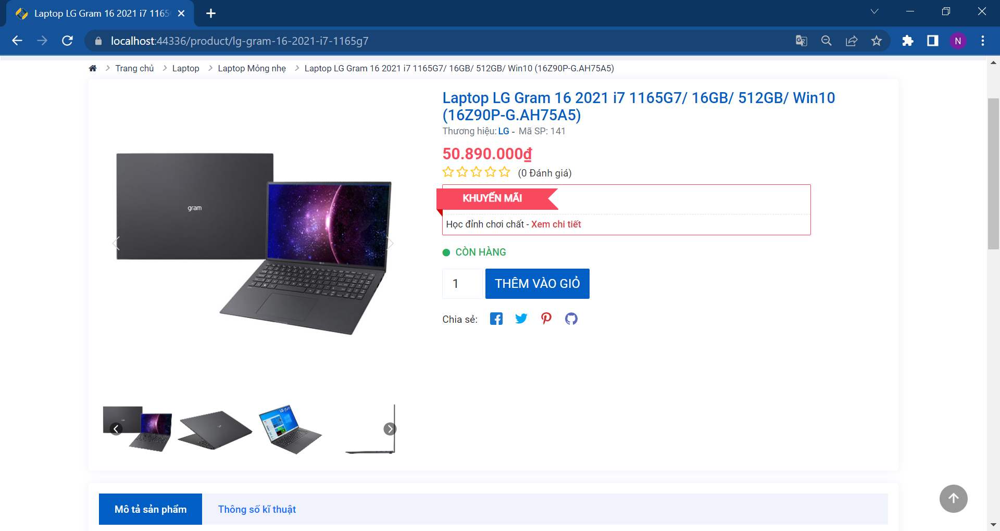 Laptop LG Gram 16 2021 i7 1165
localhost:44336/product/lg-gram-16-2021-i7-1165g7
N
Trang chủ
Laptop
Laptop Mỏng nhẹ
Laptop LG Gram 16 2021 i7 1165G7/ 16GB/ 512GB/ Win10 (16Z90P-G.AH75A5)
Laptop LG Gram 16 2021 i7 1165G7/ 16GB/ 512GB/ Win10
(16Z90P-G.AH75A5)
Thương hiệu: LG - Mã SP: 141
50.890.000₫
(0 Đánh giá)
KHUYẾN MÃI
Học đỉnh chơi chất - Xem chi tiết
CÒN HÀNG
1
THÊM VÀO GIỎ
Chia sẻ:
gram
Mô tả sản phẩm
Thông số kĩ thuật